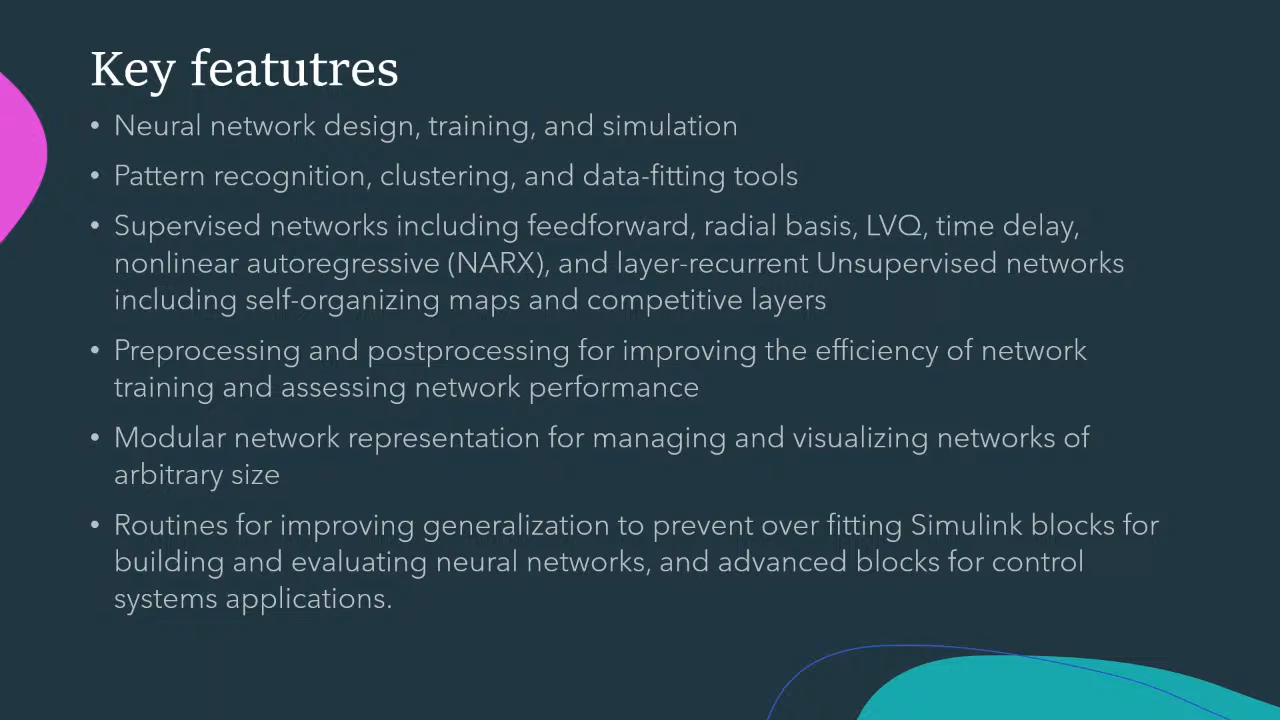 Key featutres
• Neural network design, training, and simulation
• Pattern recognition, clustering, and data-fitting tools
• Supervised networks including feedforward, radial basis, LVQ, time delay,
nonlinear autoregressive (NARX), and layer-recurrent Unsupervised networks
including self-organizing maps and competitive layers
• Preprocessing and postprocessing for improving the efficiency of network
training and assessing network performance
• Modular network representation for managing and visualizing networks of
arbitrary size
• Routines for improving generalization to prevent over fitting Simulink blocks for
building and evaluating neural networks, and advanced blocks for control
systems applications.